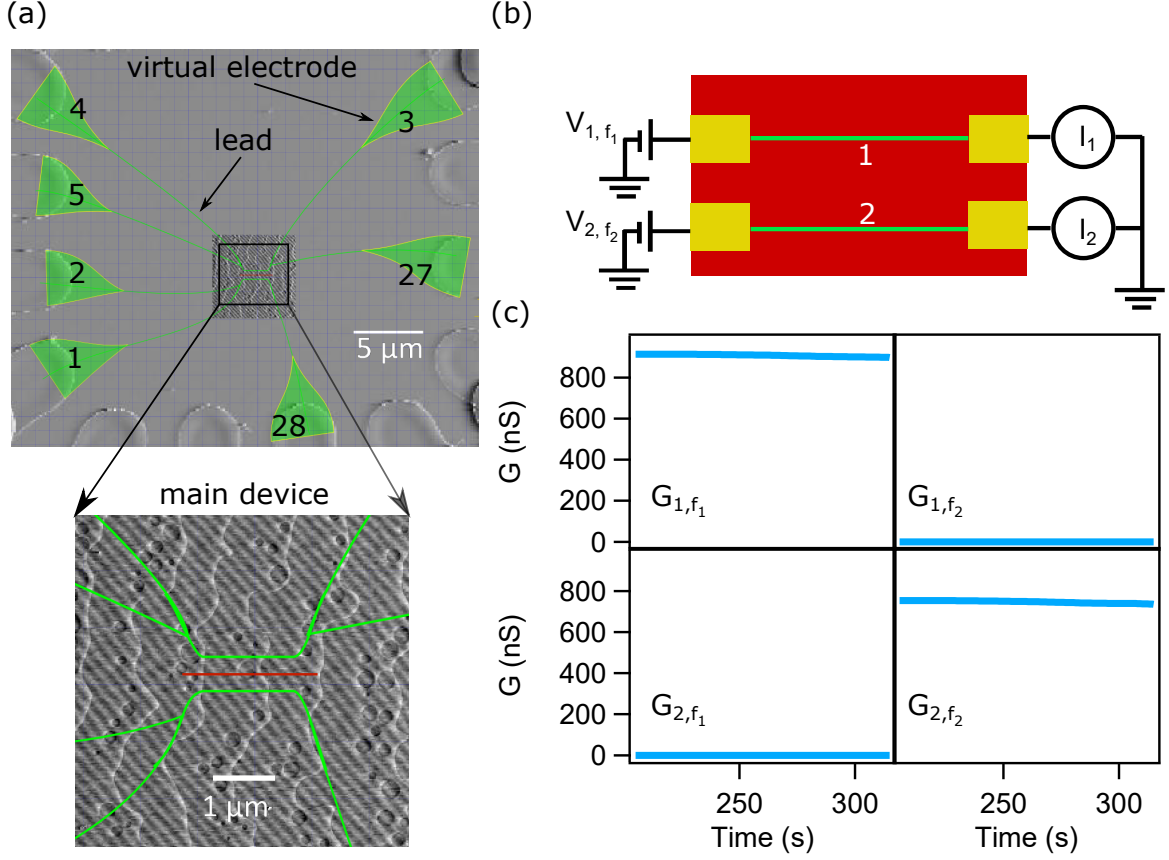 (a)
virtual electrode
lead
4
3
5
2
27
1
28
5 μm
main device
1 μm
(b)
V1, f1
1
I1
V2, f2
2
I2
(c)
G (nS)
800
600
400
200
0
G1,f1
G1,f2
G (nS)
800
600
400
200
0
G2,f1
G2,f2
250
300
250
300
Time (s)
Time (s)